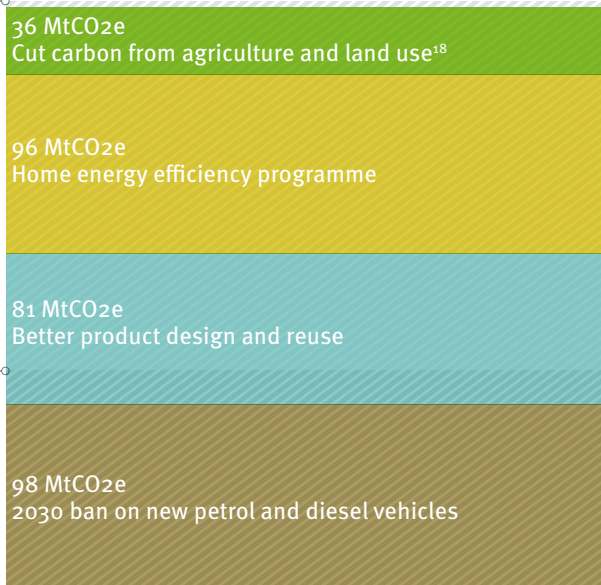 36 MtCO2e
Cut carbon from agriculture and land use¹⁸
96 MtCO2e
Home energy efficiency programme
81 MtCO2e
Better product design and reuse
98 MtCO2e
2030 ban on new petrol and diesel vehicles